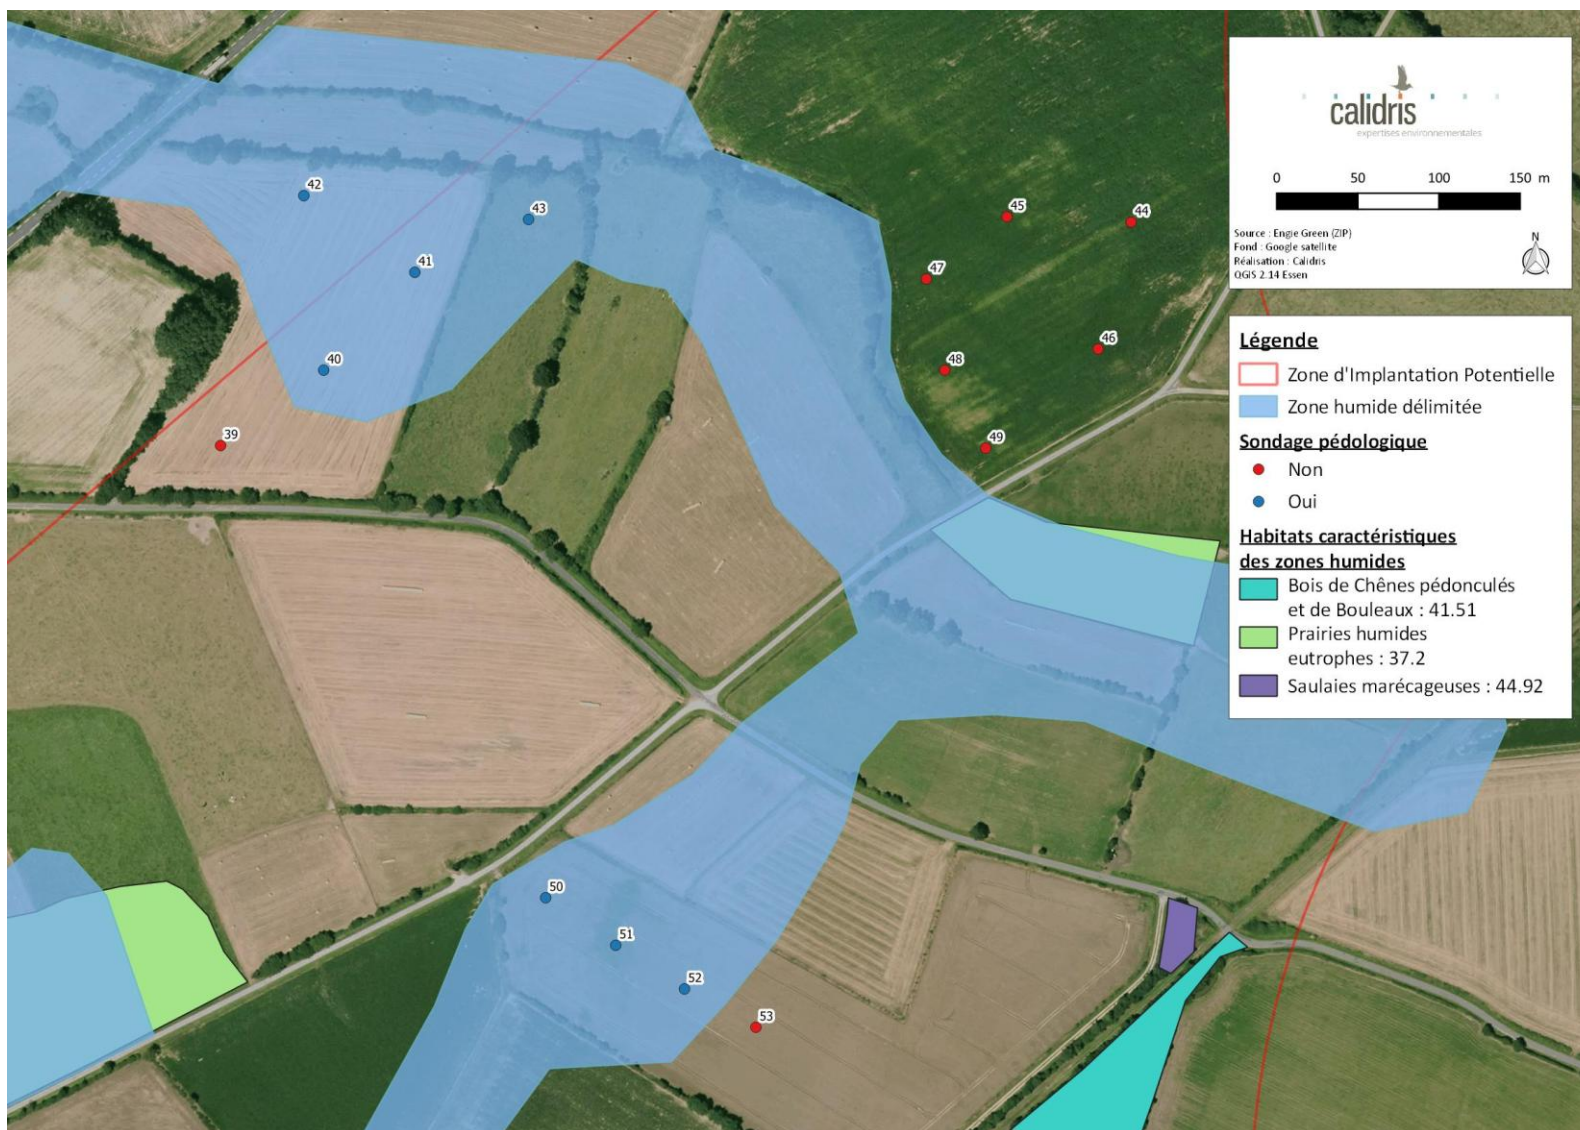 calidris
expertises environnementales
0 50 100 150 m
Source : Engie Green (ZIP)
Fond : Google satellite
Réalisation : Calidris
QGIS 2.14 Essen
N
Légende
Zone d'Implantation Potentielle
Zone humide délimitée
Sondage pédologique
Non
Oui
Habitats caractéristiques
des zones humides
Bois de Chênes pédonculés
et de Bouleaux : 41.51
Prairies humides
eutrophes : 37.2
Saulaies marécageuses : 44.92
42
43
45
44
41
47
46
40
48
39
49
50
51
52
53